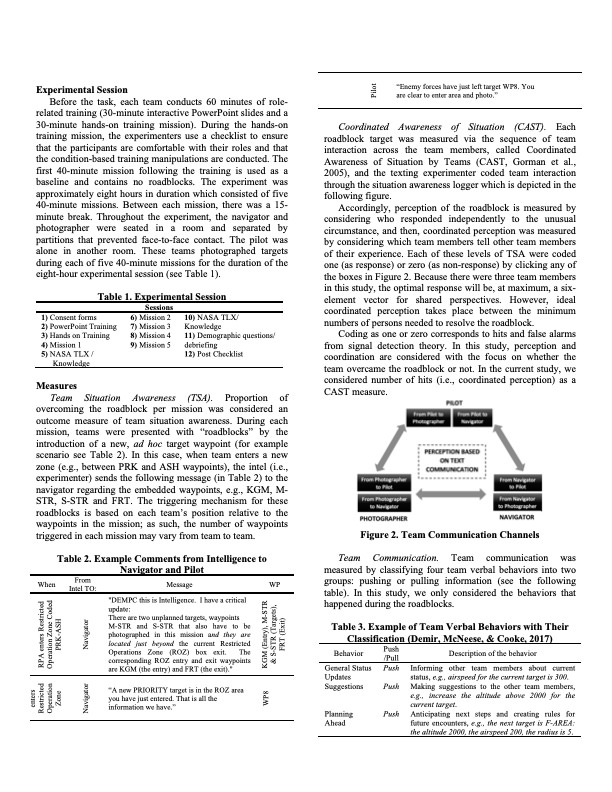 Experimental Session
Before the task, each team conducts 60 minutes of role-
related training (30-minute interactive PowerPoint slides and a
30-minute hands-on training mission). During the hands-on
training mission, the experimenters use a checklist to ensure
that the participants are comfortable with their roles and that
the condition-based training manipulations are conducted. The
first 40-minute mission following the training is used as a
baseline and contains no roadblocks. The experiment was
approximately eight hours in duration which consisted of five
40-minute missions. Between each mission, there was a 15-
minute break. Throughout the experiment, the navigator and
photographer were seated in a room and separated by
partitions that prevented face-to-face contact. The pilot was
alone in another room. These teams photographed targets
during each of five 40-minute missions for the duration of the
eight-hour experimental session (see Table 1).
Table 1. Experimental Session
Sessions
1) Consent forms
2) PowerPoint Training
3) Hands on Training
4) Mission 1
5) NASA TLX /
Knowledge
6) Mission 2
7) Mission 3
8) Mission 4
9) Mission 5
10) NASA TLX/
Knowledge
11) Demographic questions/
debriefing
12) Post Checklist
Measures
Team Situation Awareness (TSA). Proportion of
overcoming the roadblock per mission was considered an
outcome measure of team situation awareness. During each
mission, teams were presented with “roadblocks” by the
introduction of a new, ad hoc target waypoint (for example
scenario see Table 2). In this case, when team enters a new
zone (e.g., between PRK and ASH waypoints), the intel (i.e.,
experimenter) sends the following message (in Table 2) to the
navigator regarding the embedded waypoints, e.g., KGM, M-
STR, S-STR and FRT. The triggering mechanism for these
roadblocks is based on each team’s position relative to the
waypoints in the mission; as such, the number of waypoints
triggered in each mission may vary from team to team.
Table 2. Example Comments from Intelligence to
Navigator and Pilot
When
From
Intel TO:
Message
WP
RPA enters Restricted
Operation Zone Coded
PRK-ASH
Navigator
"DEMPC this is Intelligence. I have a critical
update:
There are two unplanned targets, waypoints
M-STR and S-STR that also have to be
photographed in this mission and they are
located just beyond the current Restricted
Operations Zone (ROZ) box exit. The
corresponding ROZ entry and exit waypoints
are KGM (the entry) and FRT (the exit)."
KGM (Entry), M-STR
& S-STR (Targets),
FRT (Exit)
enters
Restricted
Operation
Zone
Navigator
“A new PRIORITY target is in the ROZ area
you have just entered. That is all the
information we have.”
WP8
Pilot
“Enemy forces have just left target WP8. You
are clear to enter area and photo.”
Coordinated Awareness of Situation (CAST). Each
roadblock target was measured via the sequence of team
interaction across the team members, called Coordinated
Awareness of Situation by Teams (CAST, Gorman et al.,
2005), and the texting experimenter coded team interaction
through the situation awareness logger which is depicted in the
following figure.
Accordingly, perception of the roadblock is measured by
considering who responded independently to the unusual
circumstance, and then, coordinated perception was measured
by considering which team members tell other team members
of their experience. Each of these levels of TSA were coded
one (as response) or zero (as non-response) by clicking any of
the boxes in Figure 2. Because there were three team members
in this study, the optimal response will be, at maximum, a six-
element vector for shared perspectives. However, ideal
coordinated perception takes place between the minimum
numbers of persons needed to resolve the roadblock.
Coding as one or zero corresponds to hits and false alarms
from signal detection theory. In this study, perception and
coordination are considered with the focus on whether the
team overcame the roadblock or not. In the current study, we
considered number of hits (i.e., coordinated perception) as a
CAST measure.
PILOT
From Pilot to
Photographer
From Pilot to
Navigator
PERCEPTION BASED
ON TEXT
COMMUNICATION
From Photographer
to Pilot
From Photographer
to Navigator
From Navigator
to Pilot
From Navigator to
Photographer
PHOTOGRAPHER
NAVIGATOR
Figure 2. Team Communication Channels
Team Communication. Team communication was
measured by classifying four team verbal behaviors into two
groups: pushing or pulling information (see the following
table). In this study, we only considered the behaviors that
happened during the roadblocks.
Table 3. Example of Team Verbal Behaviors with Their
Classification (Demir, McNeese, & Cooke, 2017)
Behavior
Push
/Pull
Description of the behavior
General Status
Updates
Push
Informing other team members about current
status, e.g., airspeed for the current target is 300.
Suggestions
Push
Making suggestions to the other team members,
e.g., increase the altitude above 2000 for the
current target.
Planning
Ahead
Push
Anticipating next steps and creating rules for
future encounters, e.g., the next target is F-AREA:
the altitude 2000, the airspeed 200, the radius is 5.